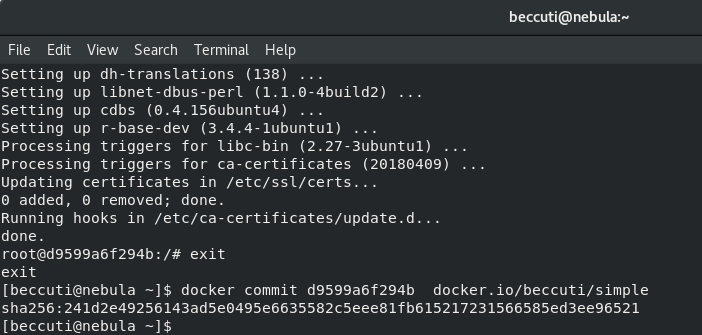 beccuti@nebula:~
File Edit View Search Terminal Help
Setting up dh-translations (138) ...
Setting up libnet-dbus-perl (1.1.0-4build2) ...
Setting up cdbs (0.4.156ubuntu4) ...
Setting up r-base-dev (3.4.4-1ubuntu1) ...
Processing triggers for libc-bin (2.27-3ubuntu1) ...
Processing triggers for ca-certificates (20180409) ...
Updating certificates in /etc/ssl/certs...
0 added, 0 removed; done.
Running hooks in /etc/ca-certificates/update.d...
done.
root@d9599a6f294b:/# exit
exit
[beccuti@nebula ~]$ docker commit d9599a6f294b  docker.io/beccuti/simple
sha256:241d2e49256143ad5e0495e6635582c5eee81fb615217231566585ed3ee96521
[beccuti@nebula ~]$